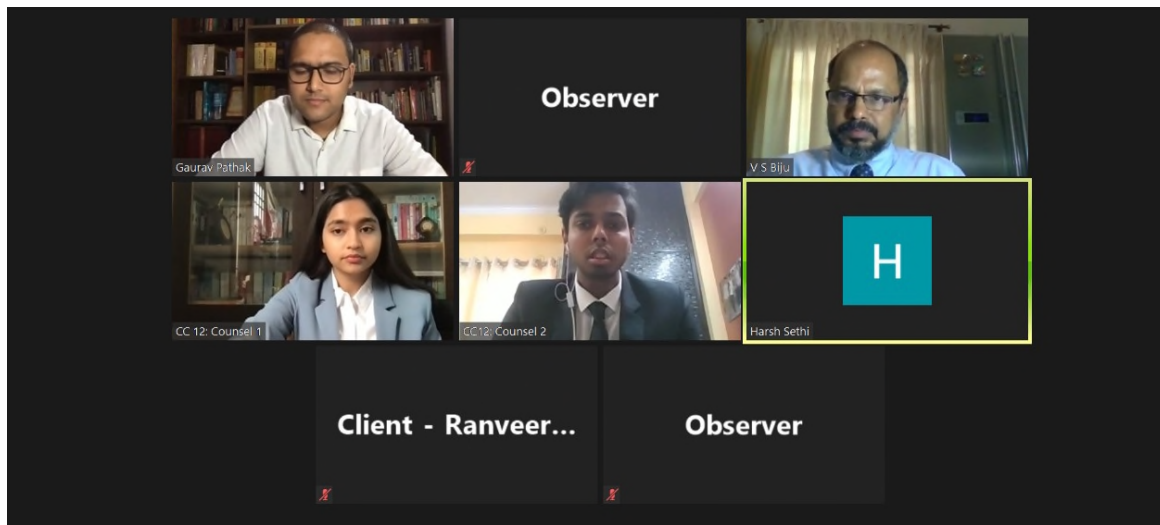 Gaurav Pathak
Observer
V S Biju
CC 12: Counsel 1
CC12: Counsel 2
H
Harsh Sethi
Client - Ranveer...
Observer